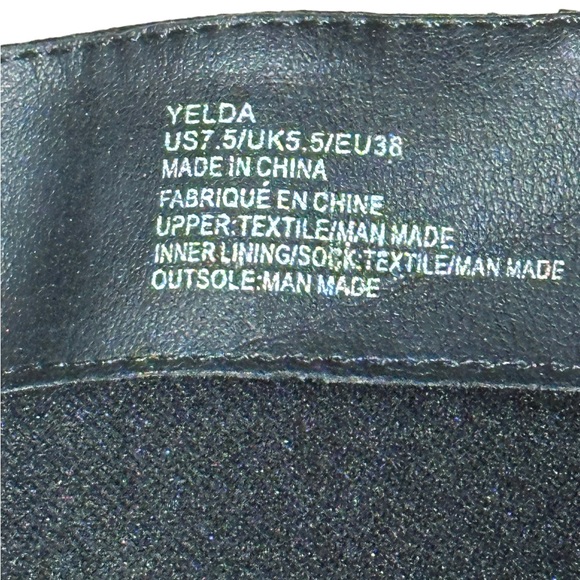 YELDA
US7.5/UK5.5/EU38
MADE IN CHINA
FABRIQUÉ EN CHINE
UPPER:TEXTILE/MAN MADE
INNER LINING/SOCK:TEXTILE/MAN MADE
OUTSOLE:MAN MADE